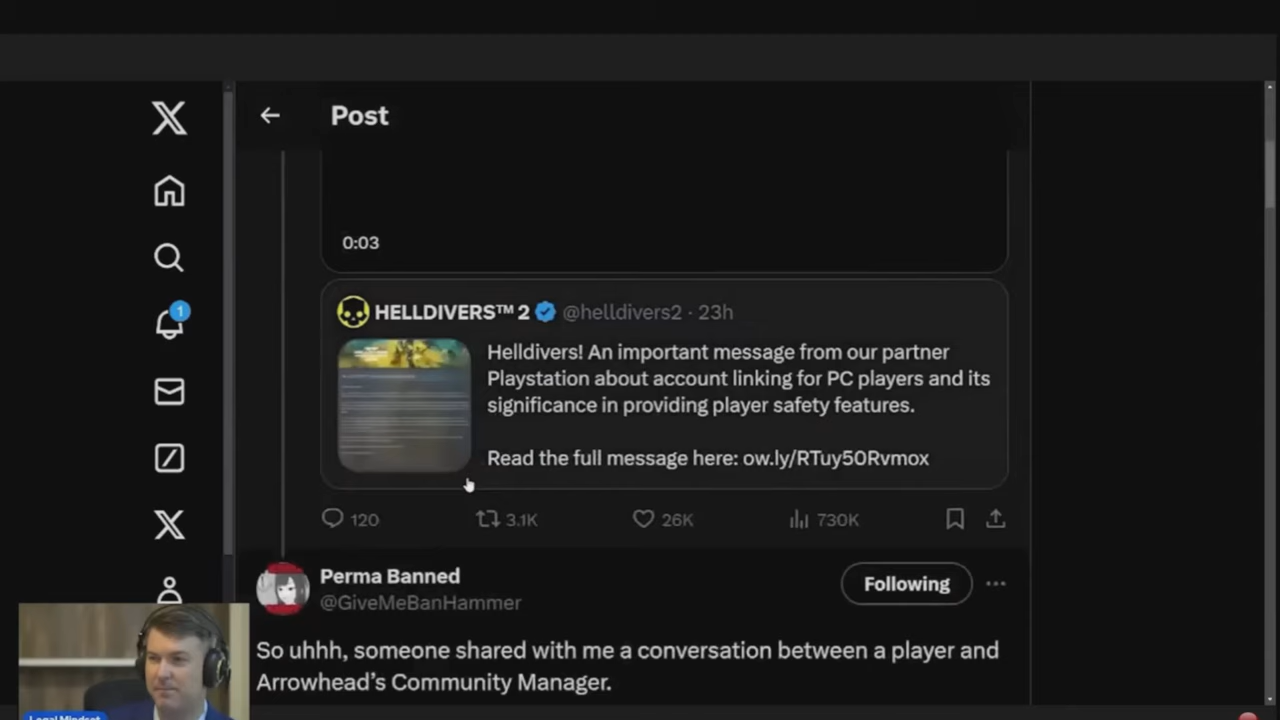 Post
0:03
1
HELLDIVERS™ 2 @helldivers2 · 23h
Helldivers! An important message from our partner
Playstation about account linking for PC players and its
significance in providing player safety features.
Read the full message here: ow.ly/RTuy50Rvmox
120 3.1K 26K 730K
Perma Banned
@GiveMeBanHammer
Following
So uhhh, someone shared with me a conversation between a player and
Arrowhead's Community Manager.
Legal Mindset